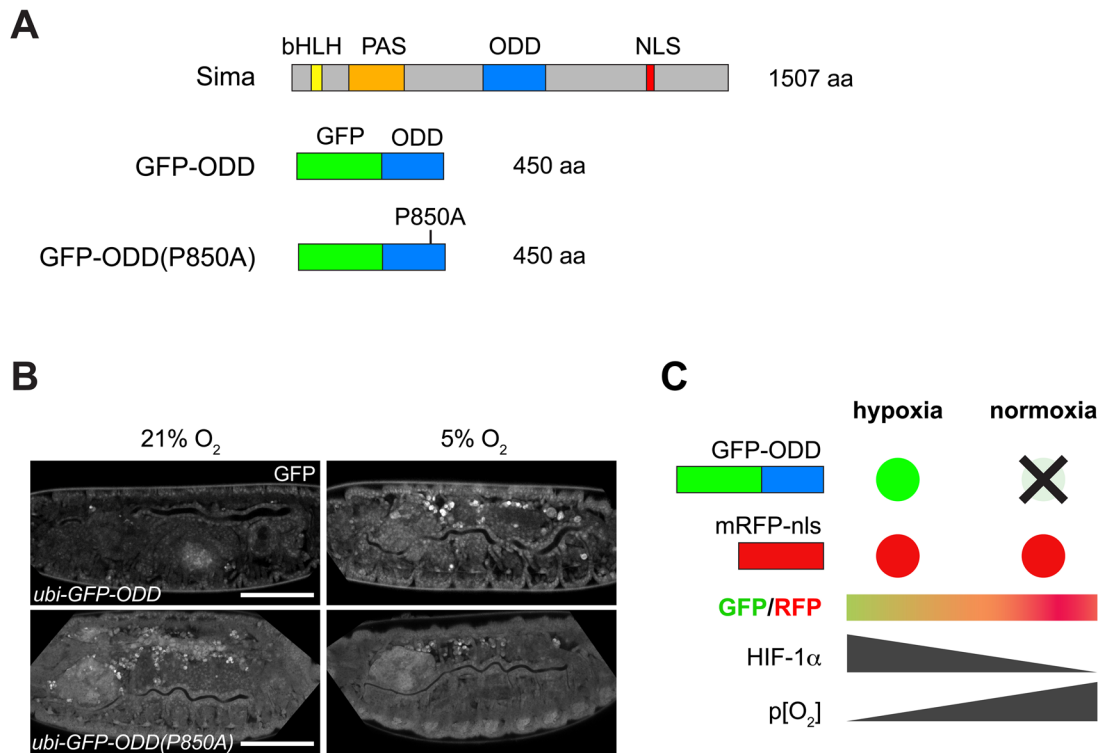 A
bHLH PAS ODD NLS
Sima 1507 aa
GFP ODD
GFP-ODD 450 aa
P850A
GFP-ODD(P850A) 450 aa
B
21% O2 5% O2
GFP
ubi-GFP-ODD
ubi-GFP-ODD(P850A)
C
hypoxia normoxia
GFP-ODD
mRFP-nls
GFP/RFP
HIF-1α
p[O2]